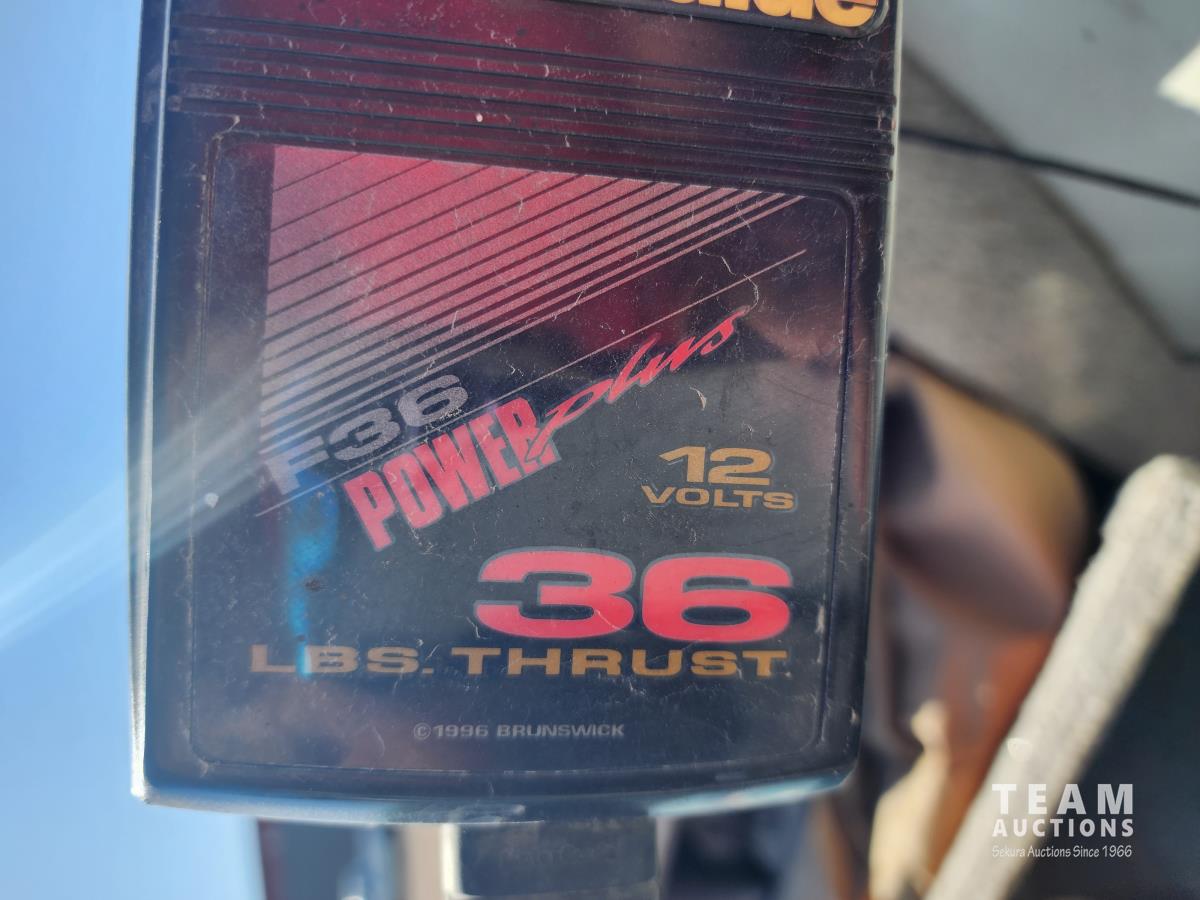 F36
POWER plus
12
VOLTS
36
LBS. THRUST
©1996 BRUNSWICK
TEAM
AUCTIONS
Sekura Auctions Since 1966